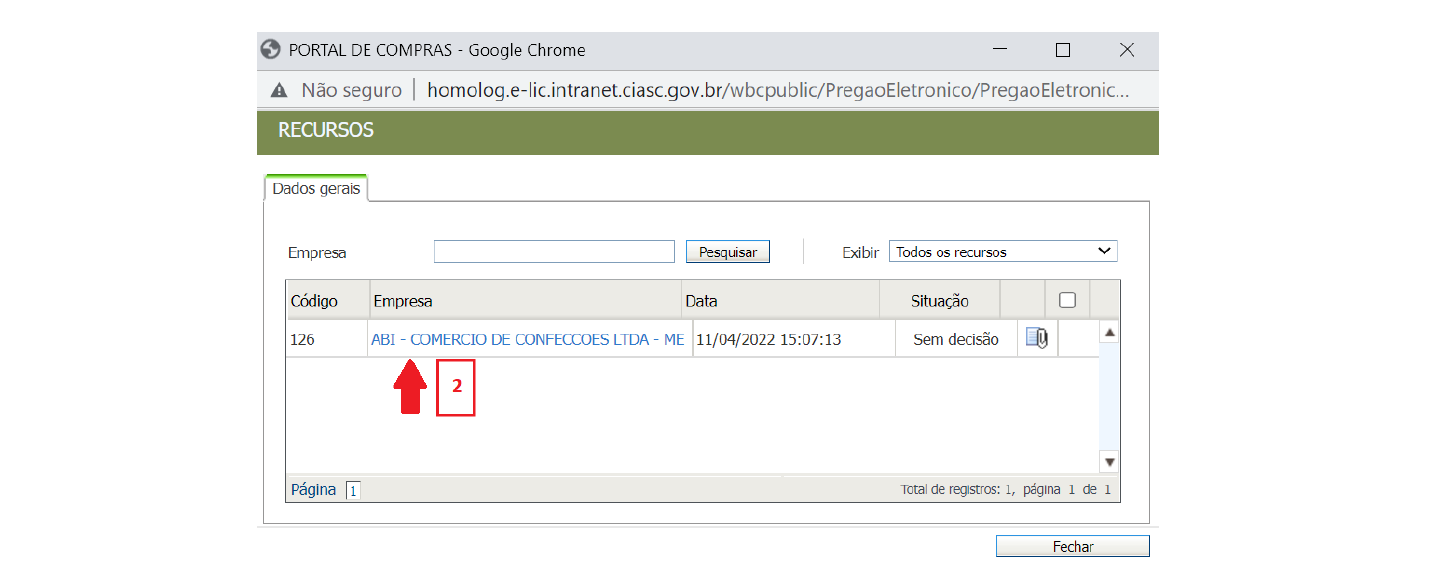 PORTAL DE COMPRAS - Google Chrome
Não seguro homolog.e-lic.intranet.ciasc.gov.br/wbcpublic/PregaoEletronico/PregaoEletronic...
RECURSOS
Dados gerais
Empresa Pesquisar Exibir Todos os recursos
Código Empresa Data Situação
126 ABI - COMERCIO DE CONFECCOES LTDA - ME 11/04/2022 15:07:13 Sem decisão
2
Página 1 Total de registros: 1, página 1 de 1
Fechar